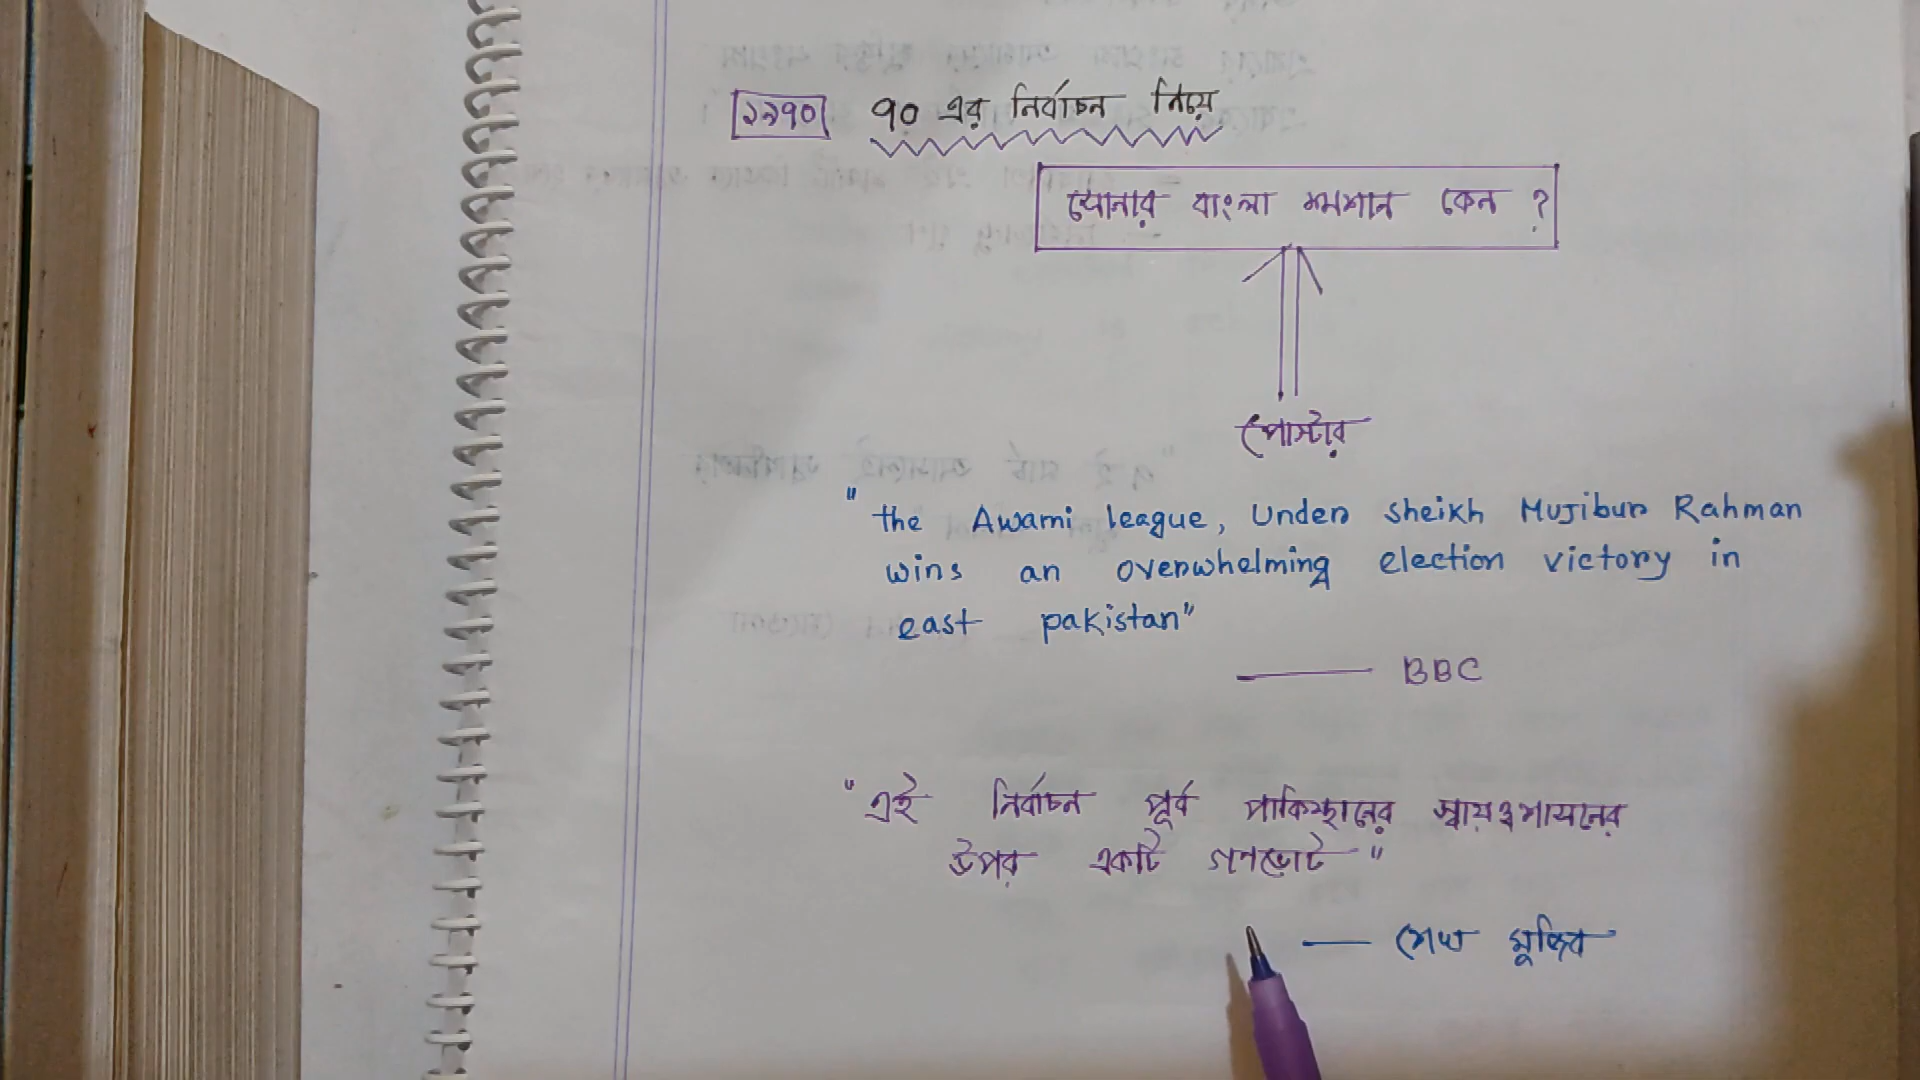 ১৯৭০ ৭০ এর নির্বাচন নিয়ে
সোনার বাংলা শ্মশান কেন ?
পোস্টার
"the Awami league, Under sheikh Mujibur Rahman
wins an overwhelming election victory in
east pakistan"
— BBC
"এই নির্বাচন পূর্ব পাকিস্থানের স্বায়ত্ত্বশাসনের
উপর একটি গণভোট"
— শেখ মুজিব